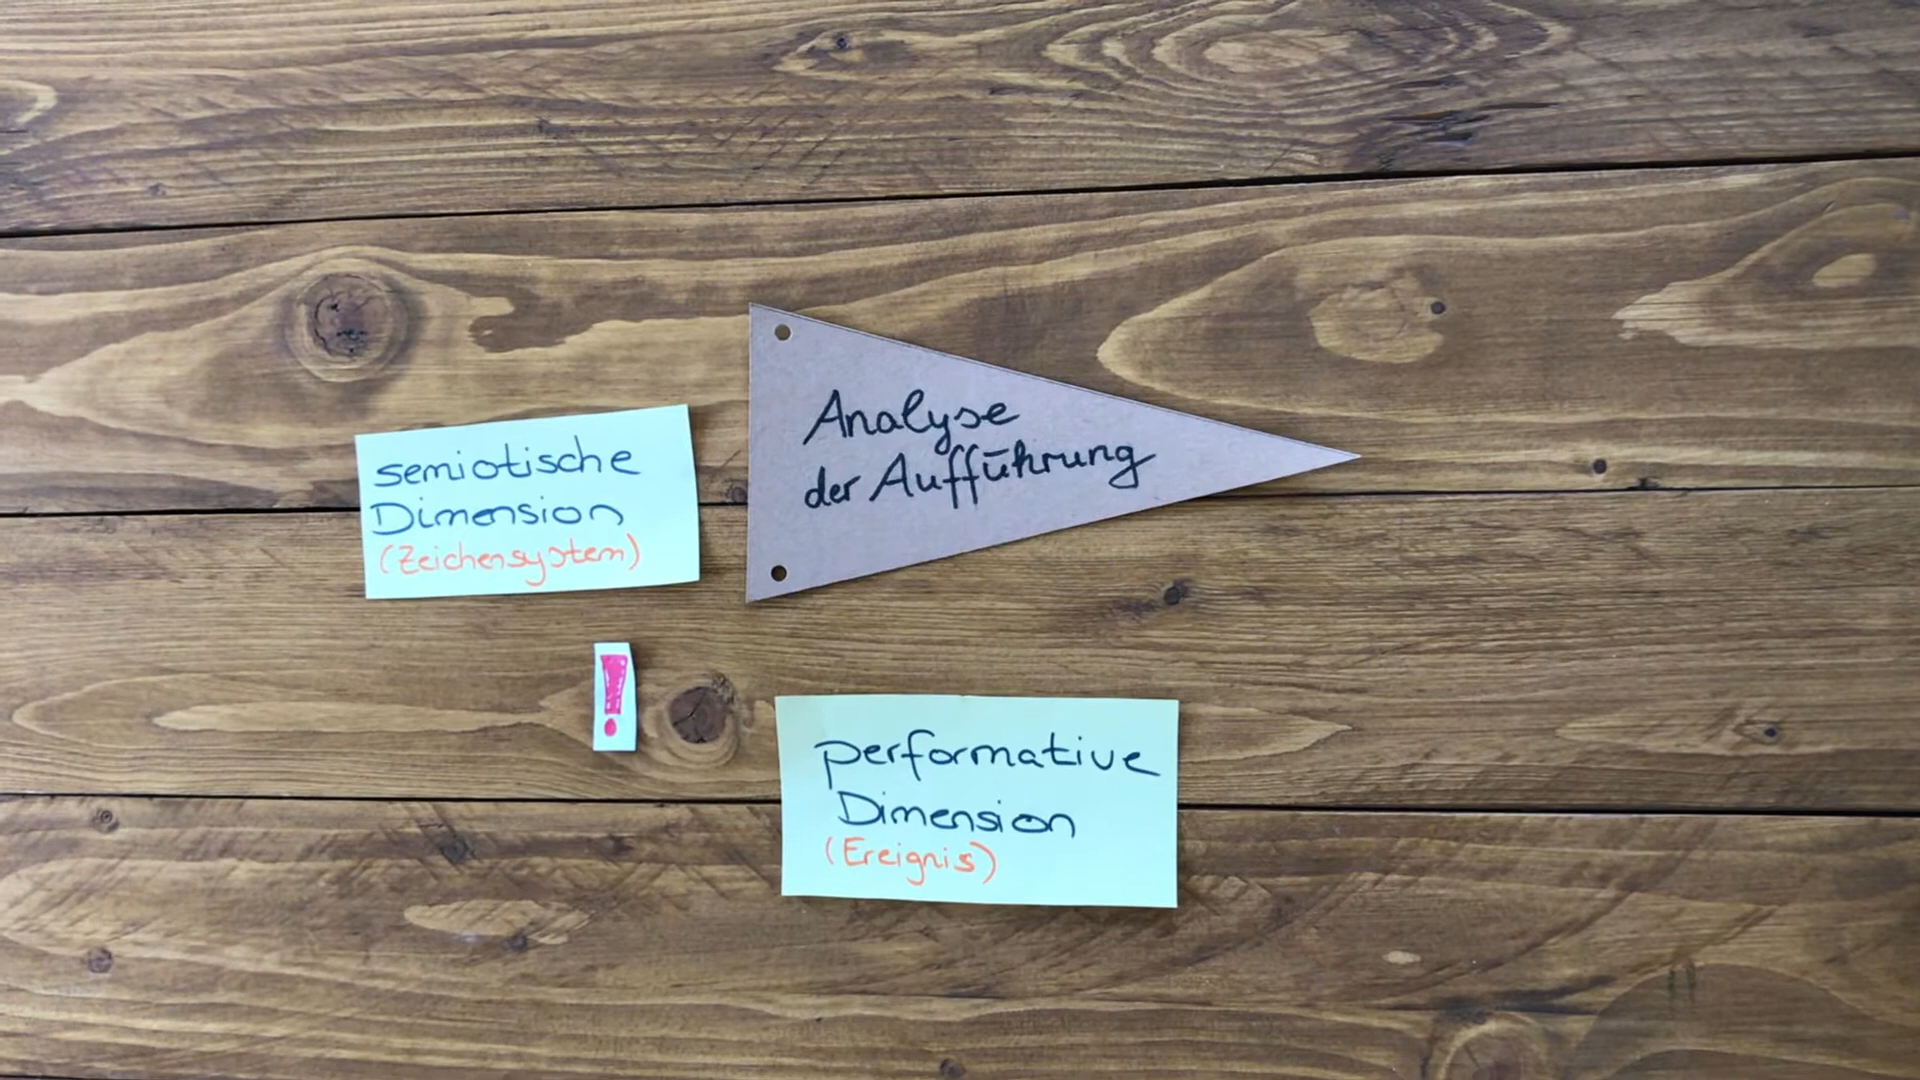 Analyse
der Aufführung
semiotische
Dimension
(Zeichensystem)
!
performative
Dimension
(Ereignis)